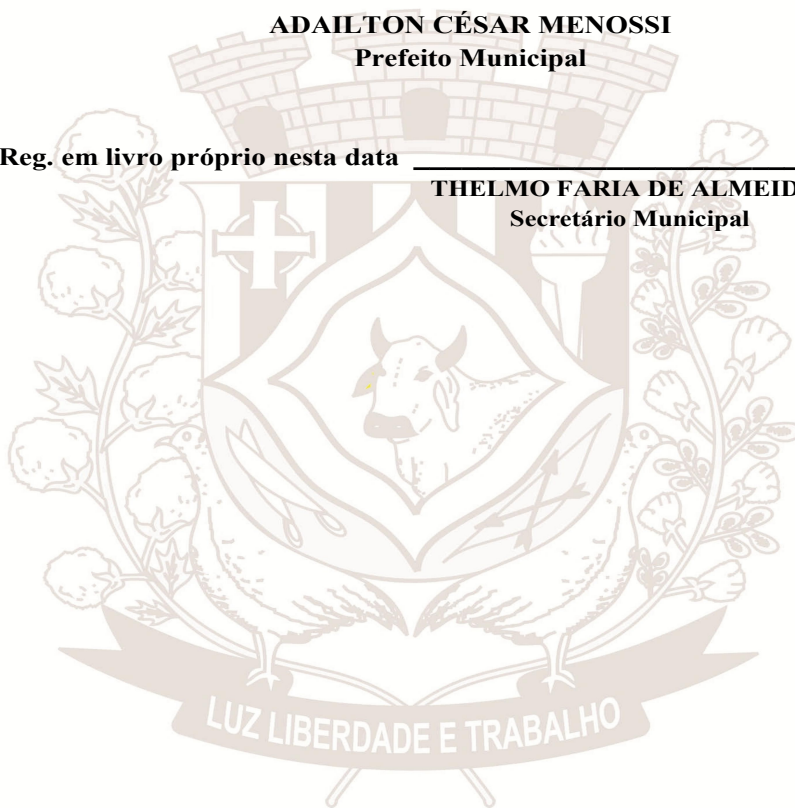 ADAILTON CÉSAR MENOSSI
Prefeito Municipal
Reg. em livro próprio nesta data ____________________
THELMO FARIA DE ALMEID
Secretário Municipal
LUZ LIBERDADE E TRABALHO